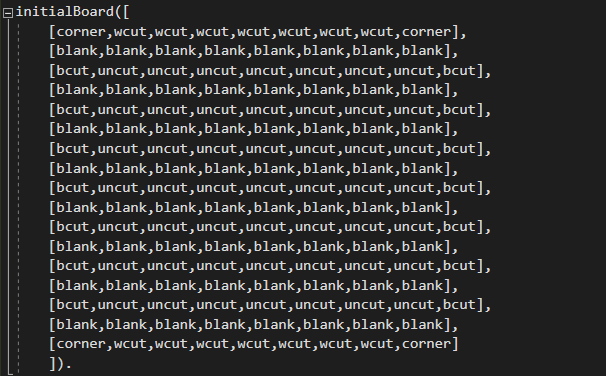 initialBoard([
[corner,wcut,wcut,wcut,wcut,wcut,wcut,wcut,corner],
[blank,blank,blank,blank,blank,blank,blank,blank],
[bcut,uncut,uncut,uncut,uncut,uncut,uncut,uncut,bcut],
[blank,blank,blank,blank,blank,blank,blank,blank],
[bcut,uncut,uncut,uncut,uncut,uncut,uncut,uncut,bcut],
[blank,blank,blank,blank,blank,blank,blank,blank],
[bcut,uncut,uncut,uncut,uncut,uncut,uncut,uncut,bcut],
[blank,blank,blank,blank,blank,blank,blank,blank],
[bcut,uncut,uncut,uncut,uncut,uncut,uncut,uncut,bcut],
[blank,blank,blank,blank,blank,blank,blank,blank],
[bcut,uncut,uncut,uncut,uncut,uncut,uncut,uncut,bcut],
[blank,blank,blank,blank,blank,blank,blank,blank],
[bcut,uncut,uncut,uncut,uncut,uncut,uncut,uncut,bcut],
[blank,blank,blank,blank,blank,blank,blank,blank],
[bcut,uncut,uncut,uncut,uncut,uncut,uncut,uncut,bcut],
[blank,blank,blank,blank,blank,blank,blank,blank],
[corner,wcut,wcut,wcut,wcut,wcut,wcut,wcut,corner]
]).